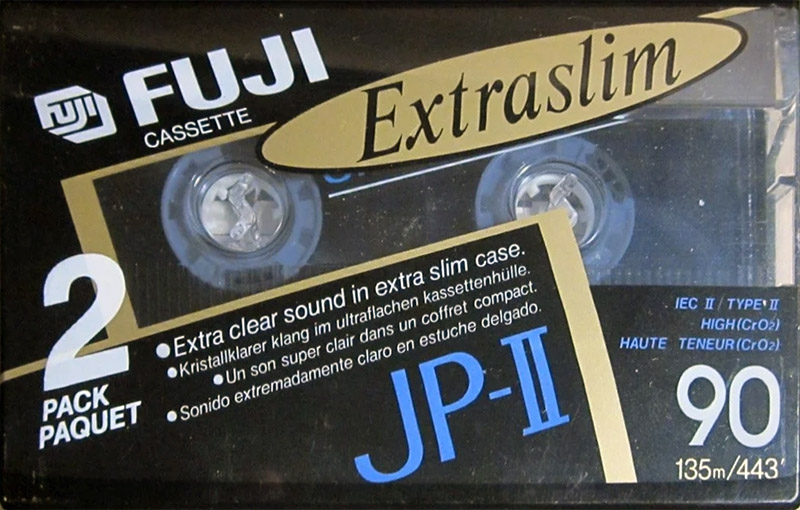 FUJI
FUJI
CASSETTE
Extraslim
2
PACK
PAQUET
•Extra clear sound in extra slim case.
•Kristallklarer klang im ultraflachen kassettenhülle.
•Un son super clair dans un coffret compact.
•Sonido extremadamente claro en estuche delgado.
JP-II
IEC II / TYPE II
HIGH (CrO₂)
HAUTE TENEUR (CrO₂)
90
135m/443'